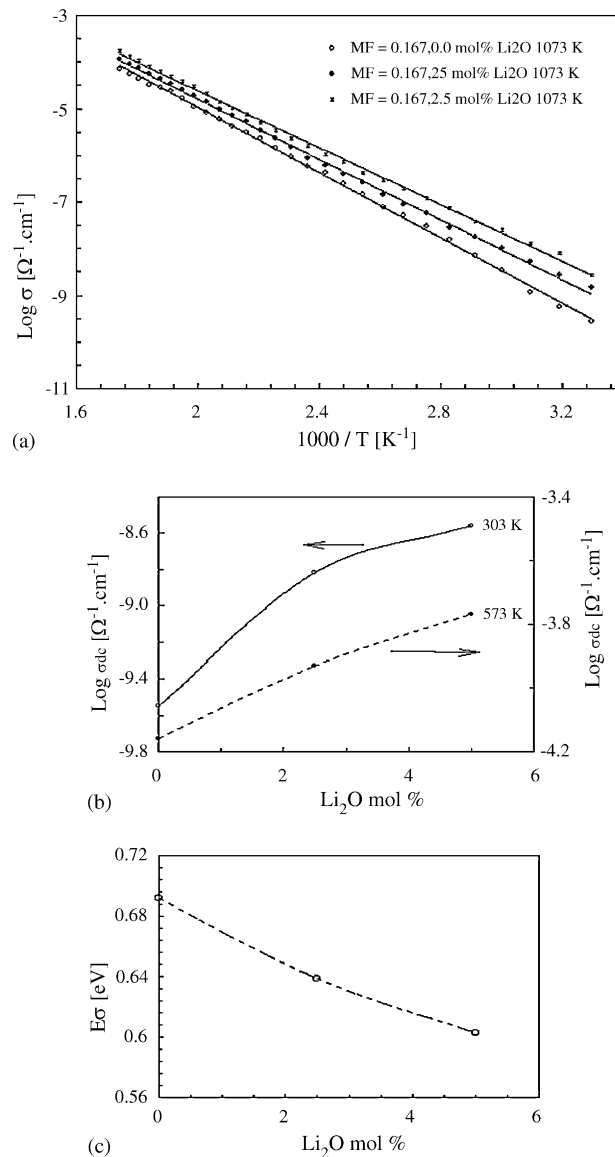 -3
-5
-7
-9
-11
Log σ [Ω-1.cm-1]
MF = 0.167,0.0 mol% Li2O 1073 K
MF = 0.167,25 mol% Li2O 1073 K
MF = 0.167,2.5 mol% Li2O 1073 K
1.6 2 2.4 2.8 3.2
(a)
1000 / T [K-1]
-8.6
-9.0
-9.4
-9.8
Log σdc [Ω-1.cm-1]
303 K
573 K
-3.4
-3.8
-4.2
Log σdc [Ω-1.cm-1]
0 2 4 6
(b)
Li2O mol %
0.72
0.68
0.64
0.6
0.56
Eσ [eV]
0 2 4 6
(c)
Li2O mol %